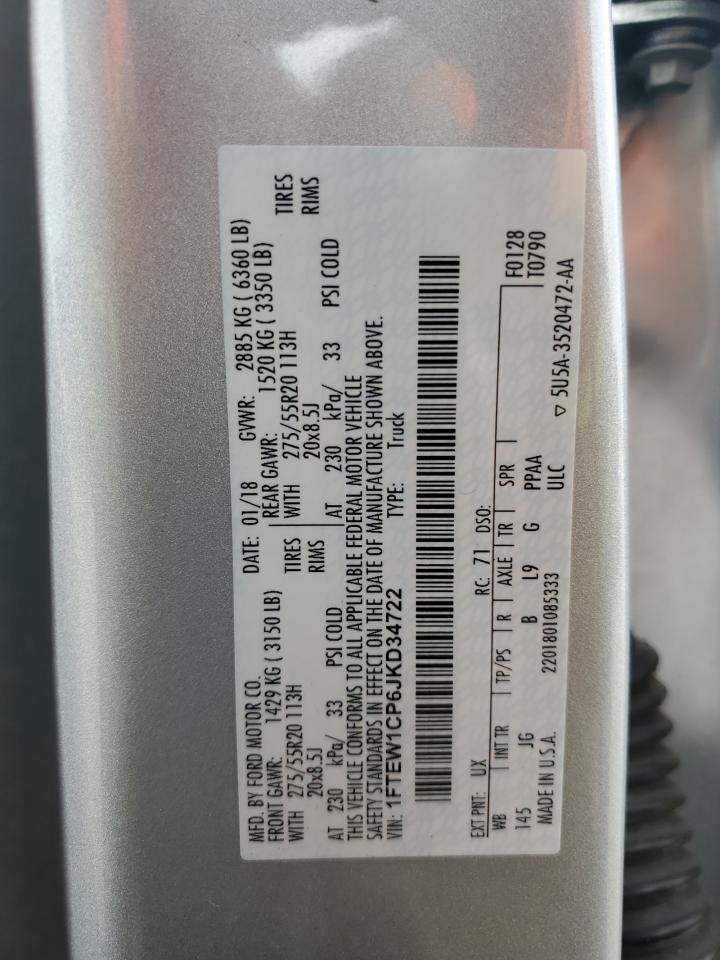 MFD. BY FORD MOTOR CO. DATE: 01/18 GVWR: 2885 KG ( 6360 LB)
FRONT GAWR: 1429 KG ( 3150 LB) REAR GAWR: 1520 KG ( 3350 LB)
WITH 275/55R20 113H TIRES WITH 275/55R20 113H TIRES
20x8.5J RIMS 20x8.5J RIMS
AT 230 kPa/ 33 PSI COLD AT 230 kPa/ 33 PSI COLD
THIS VEHICLE CONFORMS TO ALL APPLICABLE FEDERAL MOTOR VEHICLE
SAFETY STANDARDS IN EFFECT ON THE DATE OF MANUFACTURE SHOWN ABOVE.
VIN: 1FTEW1CP6JKD34722 TYPE: Truck
EXT PNT: UX RC: 71 DSO:
WB INT TR TP/PS R AXLE TR SPR F0128
145 JG B L9 G PPAA T0790
MADE IN U.S.A. 2201801085333 ULC ▽ 5U5A-3520472-AA